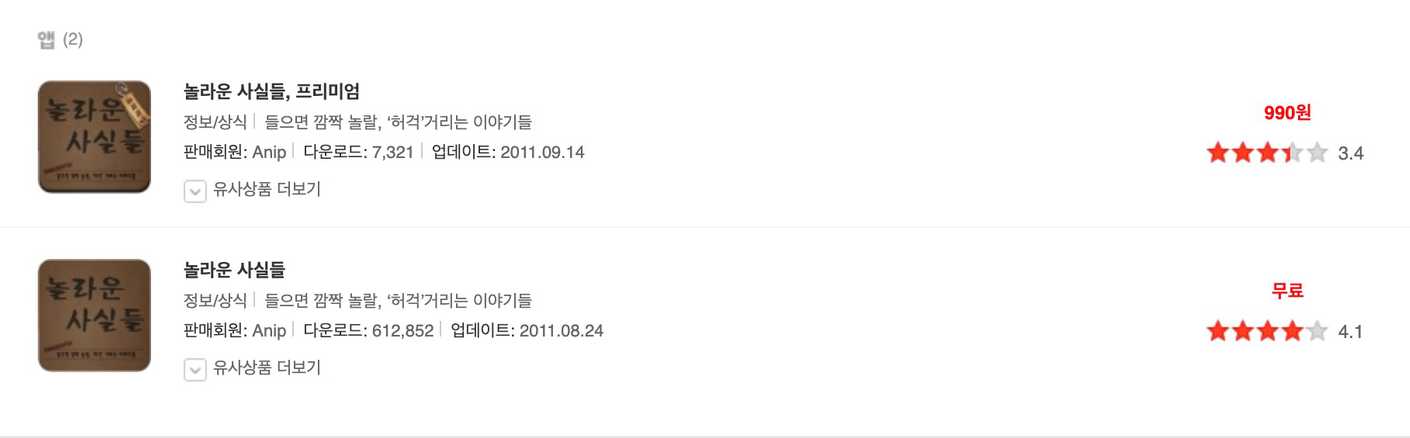 앱 (2)
놀라운
사실들
놀라운 사실들, 프리미엄
정보/상식 | 들으면 깜짝 놀랄, ‘허걱’거리는 이야기들
판매회원: Anip | 다운로드: 7,321 | 업데이트: 2011.09.14
유사상품 더보기
990원
3.4
놀라운
사실들
놀라운 사실들
정보/상식 | 들으면 깜짝 놀랄, ‘허걱’거리는 이야기들
판매회원: Anip | 다운로드: 612,852 | 업데이트: 2011.08.24
유사상품 더보기
무료
4.1